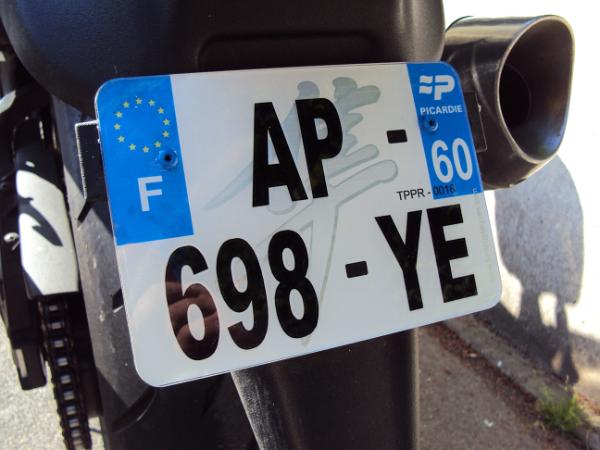 AP -
698 - YE
F
PICARDIE
60
TPPR - 0016